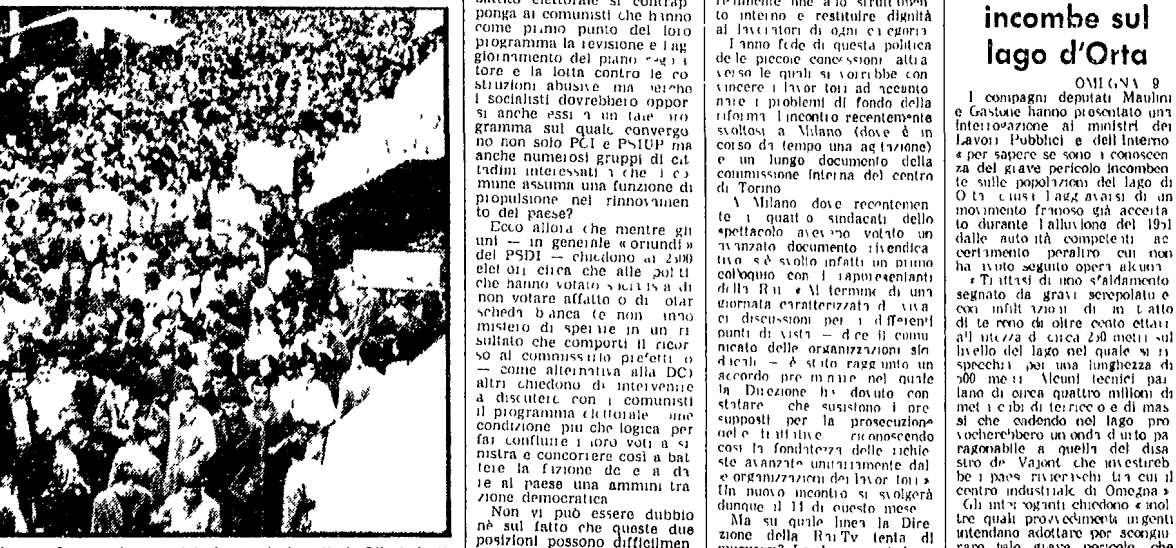 ponga ai comunisti che hanno
come primo punto del loro
programma la revisione e l ag
giornamento del piano
tore e la lotta contro le co
struzioni abusive ma perché
i socialisti dovrebbero oppor
si anche essi a un tale pro
gramma sul quale convergo
no non solo PCI e PSIUP ma
anche numerosi gruppi di cit
tadini interessati a che il co
mune assuma una funzione di
propulsione nel rinnovamen
to del paese?
Ecco allora che mentre gli
uni — in generale « oriundi »
del PSDI — chiedono ai 2500
elettori circa che alle politi
che hanno votato
non votare affatto o di votar
scheda bianca (e non fanno
mistero di sperare in un ri
sultato che comporti il ricor
so al commissario prefetti o
— come alternativa alla DC)
altri chiedono di intervenire
a discutere con i comunisti
il programma elettorale
condizione più che logica per
far confluire i loro voti a si
nistra e concorrere così a bat
tere la fazione dc e a da
re al paese una ammini tra
zione democratica
Non vi può essere dubbio
né sul fatto che queste due
posizioni possono difficilmen
to interno e restituire dignità
ai lavoratori di ogni categoria
Fanno fede di questa politica
delle piccole concessioni attra
verso le quali si vorrebbe con
vincere i lavoratori ad accanto
nare i problemi di fondo della
riforma l incontro recentemente
svoltosi a Milano (dove è in
corso da tempo una agitazione)
e un lungo documento della
commissione interna del centro
di Torino
A Milano dove recentemen
te i quattro sindacati dello
spettacolo avevano votato un
avanzato documento rivendica
tivo s è svolto infatti un primo
colloquio con i rappresentanti
della Rai « Al termine di una
giornata caratterizzata da viva
ci discussioni per i differenti
punti di vista — dice il comu
nicato delle organizzazioni sin
dacali — è stato raggiunto un
accordo preliminare nel quale
la Direzione ha dovuto con
statare che sussistono i pre
supposti per la prosecuzione
delle trattative riconoscendo
così la fondatezza delle richie
ste avanzate unitariamente dal
e organizzazioni dei lavoratori »
Un nuovo incontro si svolgerà
dunque il 11 di questo mese
Ma su quale linea la Dire
zione della Rai Tv tenta di
incombe sul
lago d'Orta
OMEGNA 9
I compagni deputati Maulini
e Gastone hanno presentato una
interrogazione ai ministri dei
Lavori Pubblici e dell Interno
« per sapere se sono a conoscen
za del grave pericolo incomben
te sulle popolazioni del lago di
Orta causa l aggravarsi di un
movimento franoso già accerta
to durante l alluvione del 1951
dalle autorità competenti ac
certamento peraltro cui non
ha avuto seguito opera alcuna
« Trattasi di uno sfaldamento
segnato da gravi screpolature
con infiltrazioni di un tratto
di terreno di oltre cento ettari
all altezza di circa 250 metri sul
livello del lago nel quale si ri
specchia per una lunghezza di
500 metri Alcuni tecnici par
lano di circa quattro milioni di
metri cubi di terriccio e di mas
si che cadendo nel lago pro
vocherebbero un onda d urto pa
ragonabile a quella del disa
stro del Vajont che investireb
be i paesi rivieraschi tra cui il
centro industriale di Omegna »
Gli interroganti chiedono « inol
tre quali provvedimenti urgenti
intendano adottare per scongiu
rare tale grave pericolo che